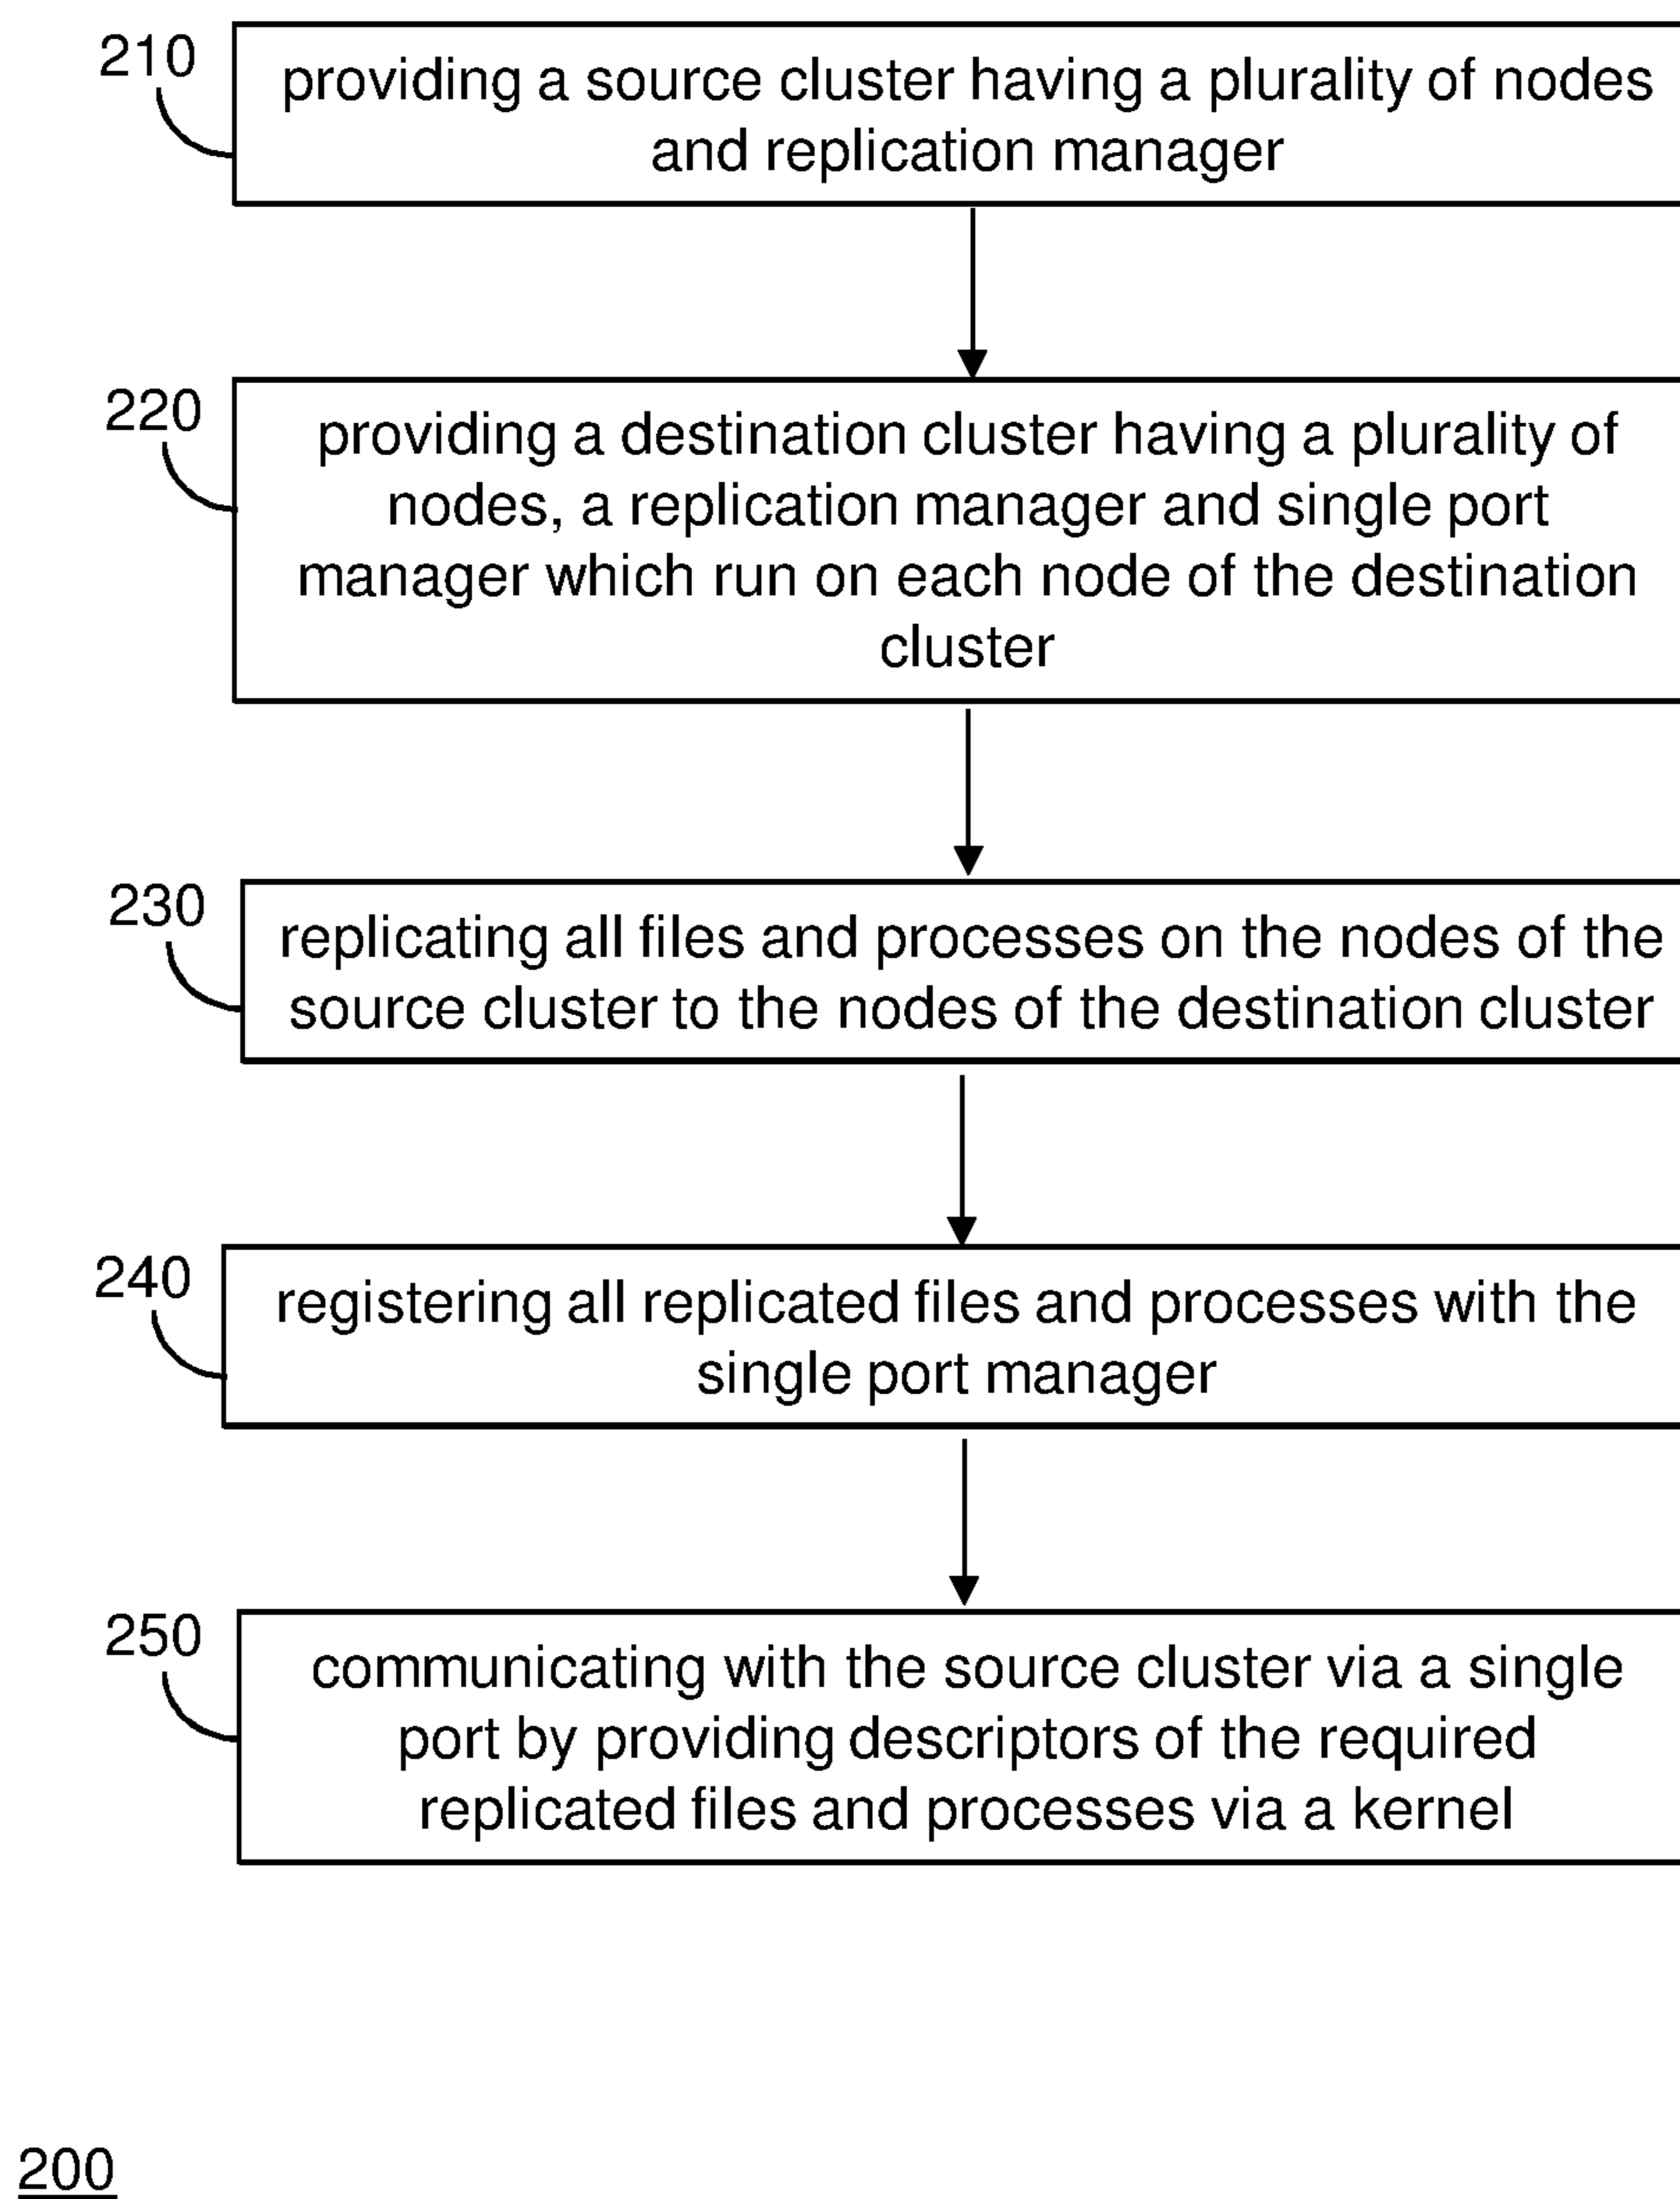 210
providing a source cluster having a plurality of nodes
and replication manager
220
providing a destination cluster having a plurality of
nodes, a replication manager and single port
manager which run on each node of the destination
cluster
230
replicating all files and processes on the nodes of the
source cluster to the nodes of the destination cluster
240
registering all replicated files and processes with the
single port manager
250
communicating with the source cluster via a single
port by providing descriptors of the required
replicated files and processes via a kernel
200